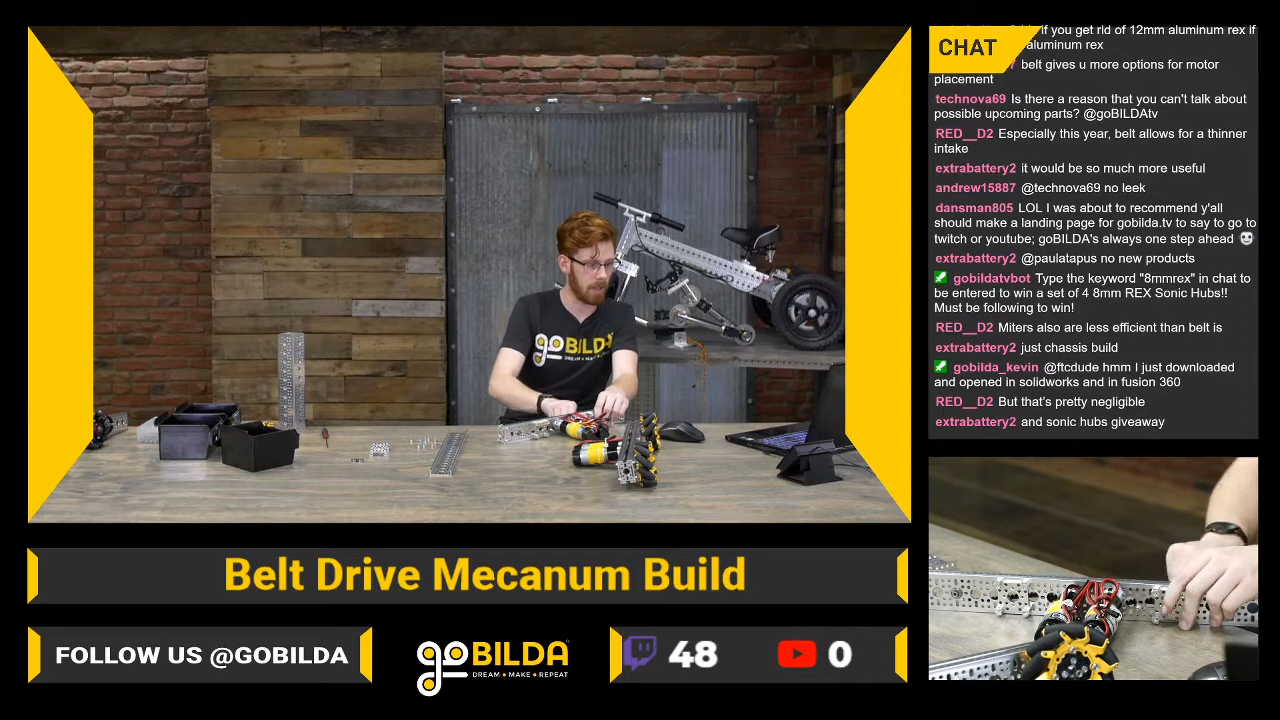 if you get rid of 12mm aluminum rex if
CHAT
aluminum rex
belt gives u more options for motor
placement
technova69 Is there a reason that you can't talk about
possible upcoming parts? @goBILDAtv
RED__D2 Especially this year, belt allows for a thinner
intake
extrabattery2 it would be so much more useful
andrew15887 @technova69 no leek
dansman805 LOL I was about to recommend y'all
should make a landing page for gobilda.tv to say to go to
twitch or youtube; goBILDA's always one step ahead
extrabattery2 @paulatapus no new products
gobildatvbot Type the keyword "8mmrex" in chat to
be entered to win a set of 4 8mm REX Sonic Hubs!!
Must be following to win!
RED__D2 Miters also are less efficient than belt is
extrabattery2 just chassis build
gobilda_kevin @ftcdude hmm I just downloaded
and opened in solidworks and in fusion 360
RED__D2 But that's pretty negligible
extrabattery2 and sonic hubs giveaway
goBILDA
DREAM • MAKE
Belt Drive Mecanum Build
FOLLOW US @GOBILDA
goBILDA
DREAM • MAKE • REPEAT
48
0